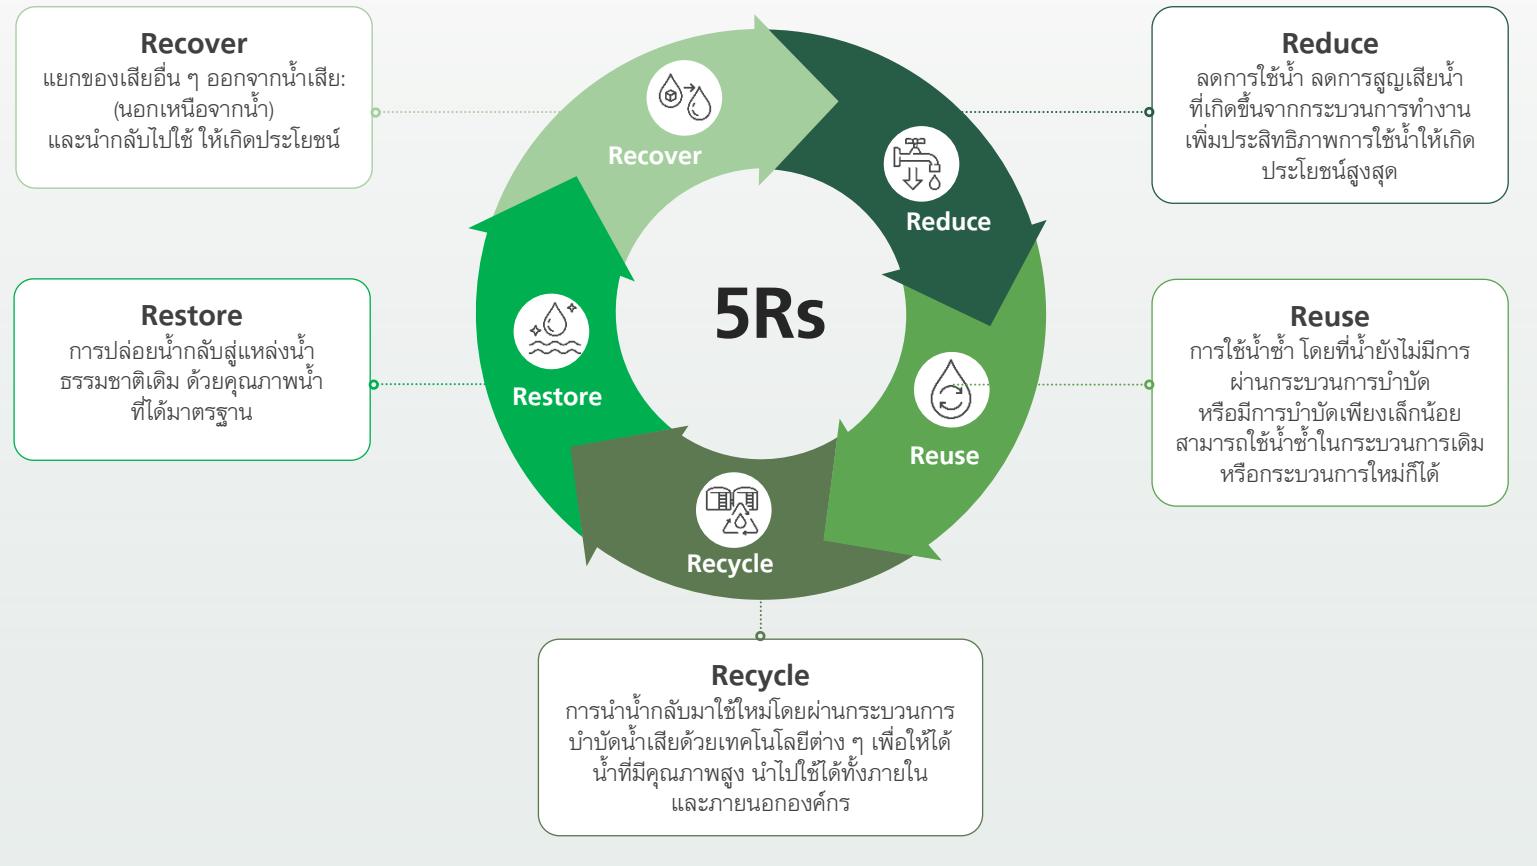 Recover
แยกของเสียอื่น ๆ ออกจากน้ำเสีย:
(นอกเหนือจากน้ำ)
และนำกลับไปใช้ ให้เกิดประโยชน์
Reduce
ลดการใช้น้ำ ลดการสูญเสียน้ำ
ที่เกิดขึ้นจากกระบวนการทำงาน
เพิ่มประสิทธิภาพการใช้น้ำให้เกิด
ประโยชน์สูงสุด
Recover
Reduce
5Rs
Restore
การปล่อยน้ำกลับสู่แหล่งน้ำ
ธรรมชาติเดิม ด้วยคุณภาพน้ำ
ที่ได้มาตรฐาน
Reuse
การใช้น้ำซ้ำ โดยที่น้ำยังไม่มีการ
ผ่านกระบวนการบำบัด
หรือมีการบำบัดเพียงเล็กน้อย
สามารถใช้น้ำซ้ำในกระบวนการเดิม
หรือกระบวนการใหม่ก็ได้
Restore
Reuse
Recycle
Recycle
การนำน้ำกลับมาใช้ใหม่โดยผ่านกระบวนการ
บำบัดน้ำเสียด้วยเทคโนโลยีต่าง ๆ เพื่อให้ได้
น้ำที่มีคุณภาพสูง นำไปใช้ได้ทั้งภายใน
และภายนอกองค์กร